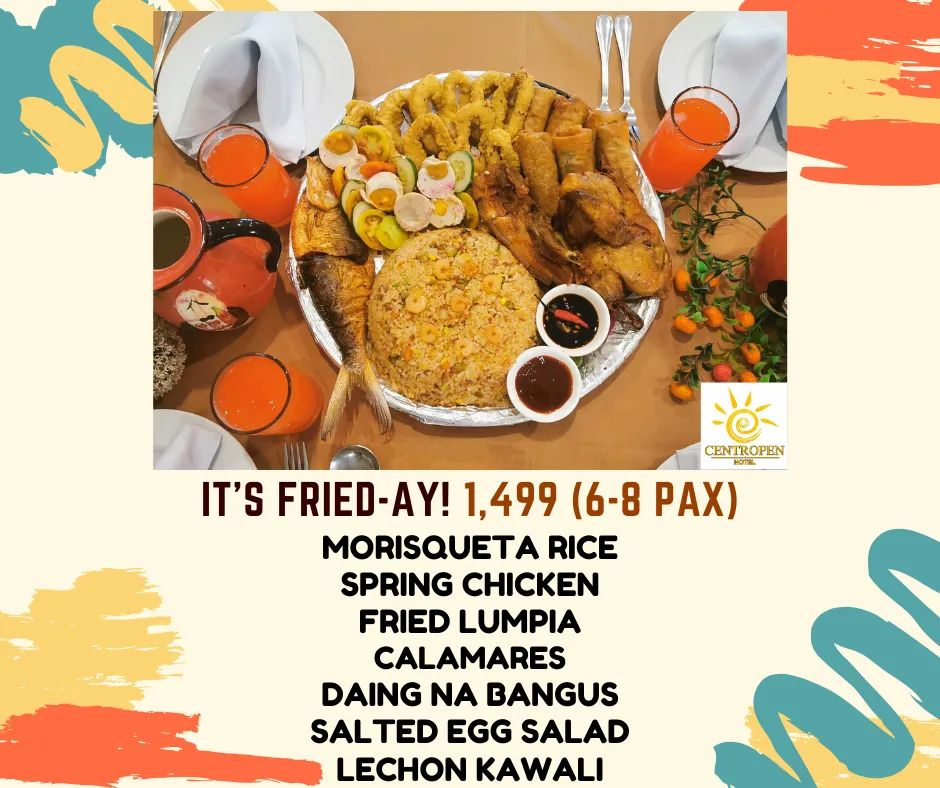 CENTROPEN
HOTEL
IT'S FRIED-AY! 1,499 (6-8 PAX)
MORISQUETA RICE
SPRING CHICKEN
FRIED LUMPIA
CALAMARES
DAING NA BANGUS
SALTED EGG SALAD
LECHON KAWALI